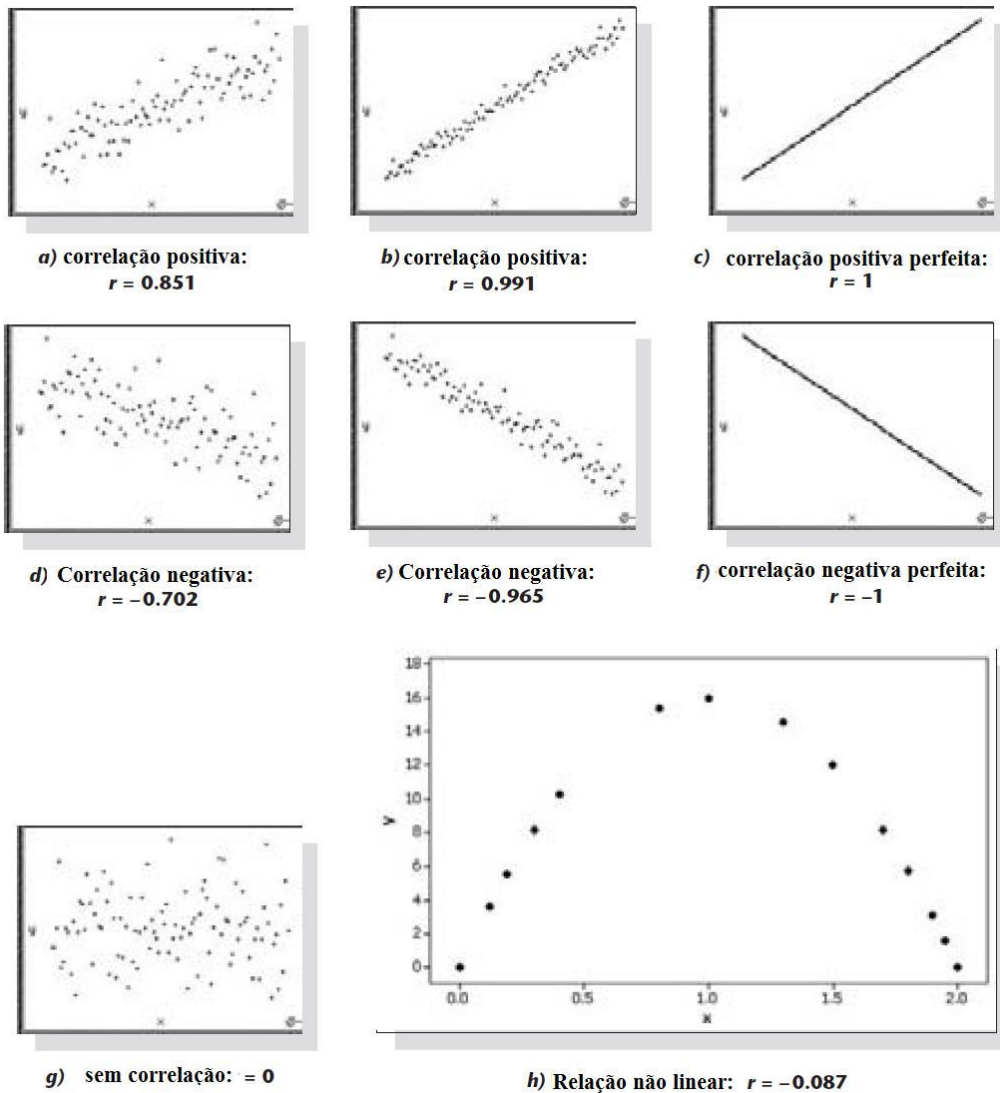 a) correlação positiva:
r = 0.851
b) correlação positiva:
r = 0.991
c) correlação positiva perfeita:
r = 1
d) Correlação negativa:
r = −0.702
e) Correlação negativa:
r = −0.965
f) correlação negativa perfeita:
r = −1
x
x
x
x
x
x
x
18
16
14
12
10
8
6
4
2
0
y
0.0 0.5 1.0 1.5 2.0
x
g) sem correlação: = 0
h) Relação não linear: r = −0.087